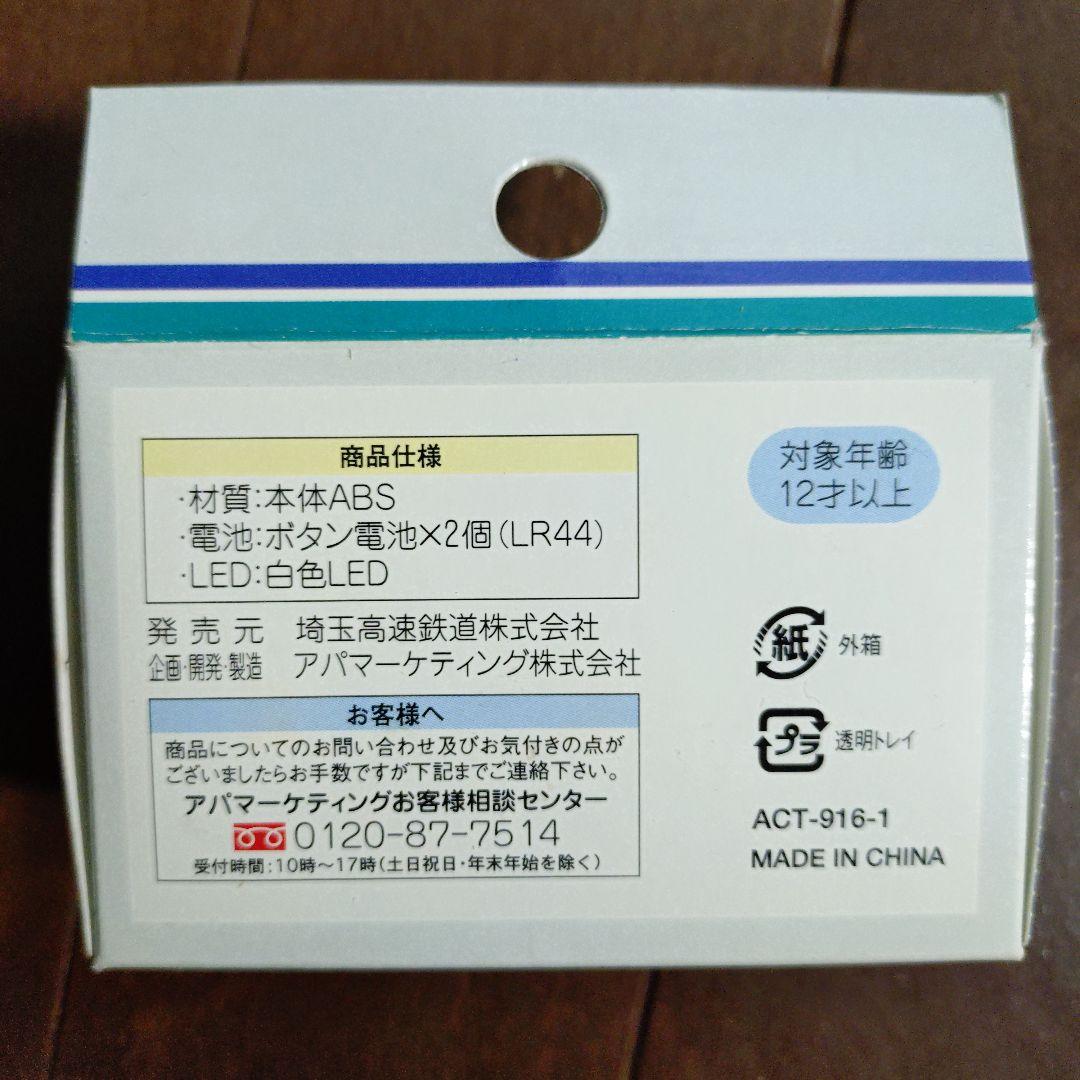 商品仕様
・材質：本体ABS
・電池：ボタン電池×2個（LR44）
・LED：白色LED
発売元 埼玉高速鉄道株式会社
企画・開発・製造 アパマーケティング株式会社
お客様へ
商品についてのお問い合わせ及びお気付きの点が
ございましたらお手数ですが下記までご連絡下さい。
アパマーケティングお客様相談センター
0120-87-7514
受付時間：10時～17時（土日祝日・年末年始を除く）
対象年齢
12才以上
紙 外箱
プラ 透明トレイ
ACT-916-1
MADE IN CHINA